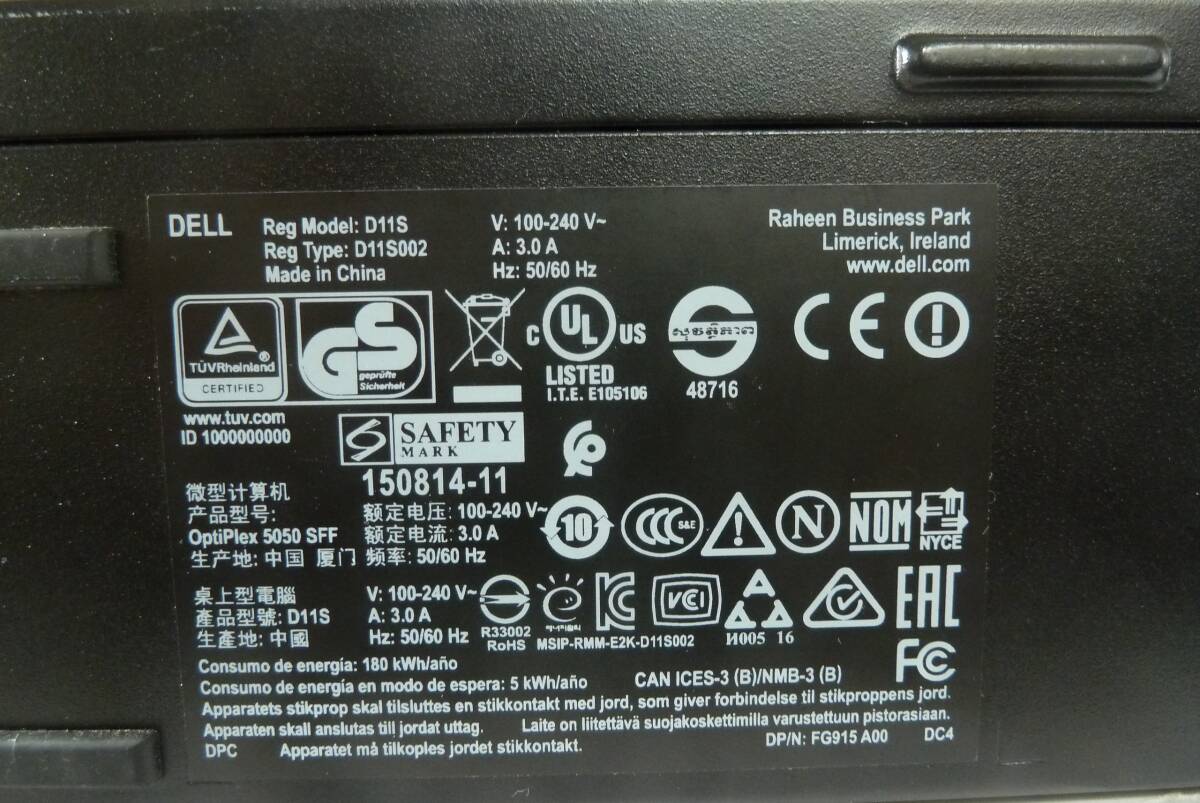 DELL
Reg Model: D11S
Reg Type: D11S002
Made in China
V: 100-240 V~
A: 3.0 A
Hz: 50/60 Hz
Raheen Business Park
Limerick, Ireland
www.dell.com
TÜVRheinland®
CERTIFIED
www.tuv.com
ID 1000000000
GS
geprüfte
Sicherheit
C UL US
LISTED
I.T.E. E105106
48716
CE
SAFETY
MARK
150814-11
微型计算机
产品型号:
OptiPlex 5050 SFF
生产地: 中国 厦门
额定电压: 100-240 V~
额定电流: 3.0 A
频率: 50/60 Hz
10
CCC S&E
N
NOM
NYCE
桌上型電腦
產品型號: D11S
生產地: 中國
V: 100-240 V~
A: 3.0 A
Hz: 50/60 Hz
R33002
RoHS
MSIP-RMM-E2K-D11S002
VCCI
И005 16
EAC
FC
Consumo de energía: 180 kWh/año
Consumo de energía en modo de espera: 5 kWh/año
CAN ICES-3 (B)/NMB-3 (B)
Apparatets stikprop skal tilsluttes en stikkontakt med jord, som giver forbindelse til stikproppens jord.
Apparaten skall anslutas till jordat uttag.
Laite on liitettävä suojakoskettimilla varustettuun pistorasiaan.
DPC
Apparatet må tilkoples jordet stikkontakt.
DP/N: FG915 A00
DC4